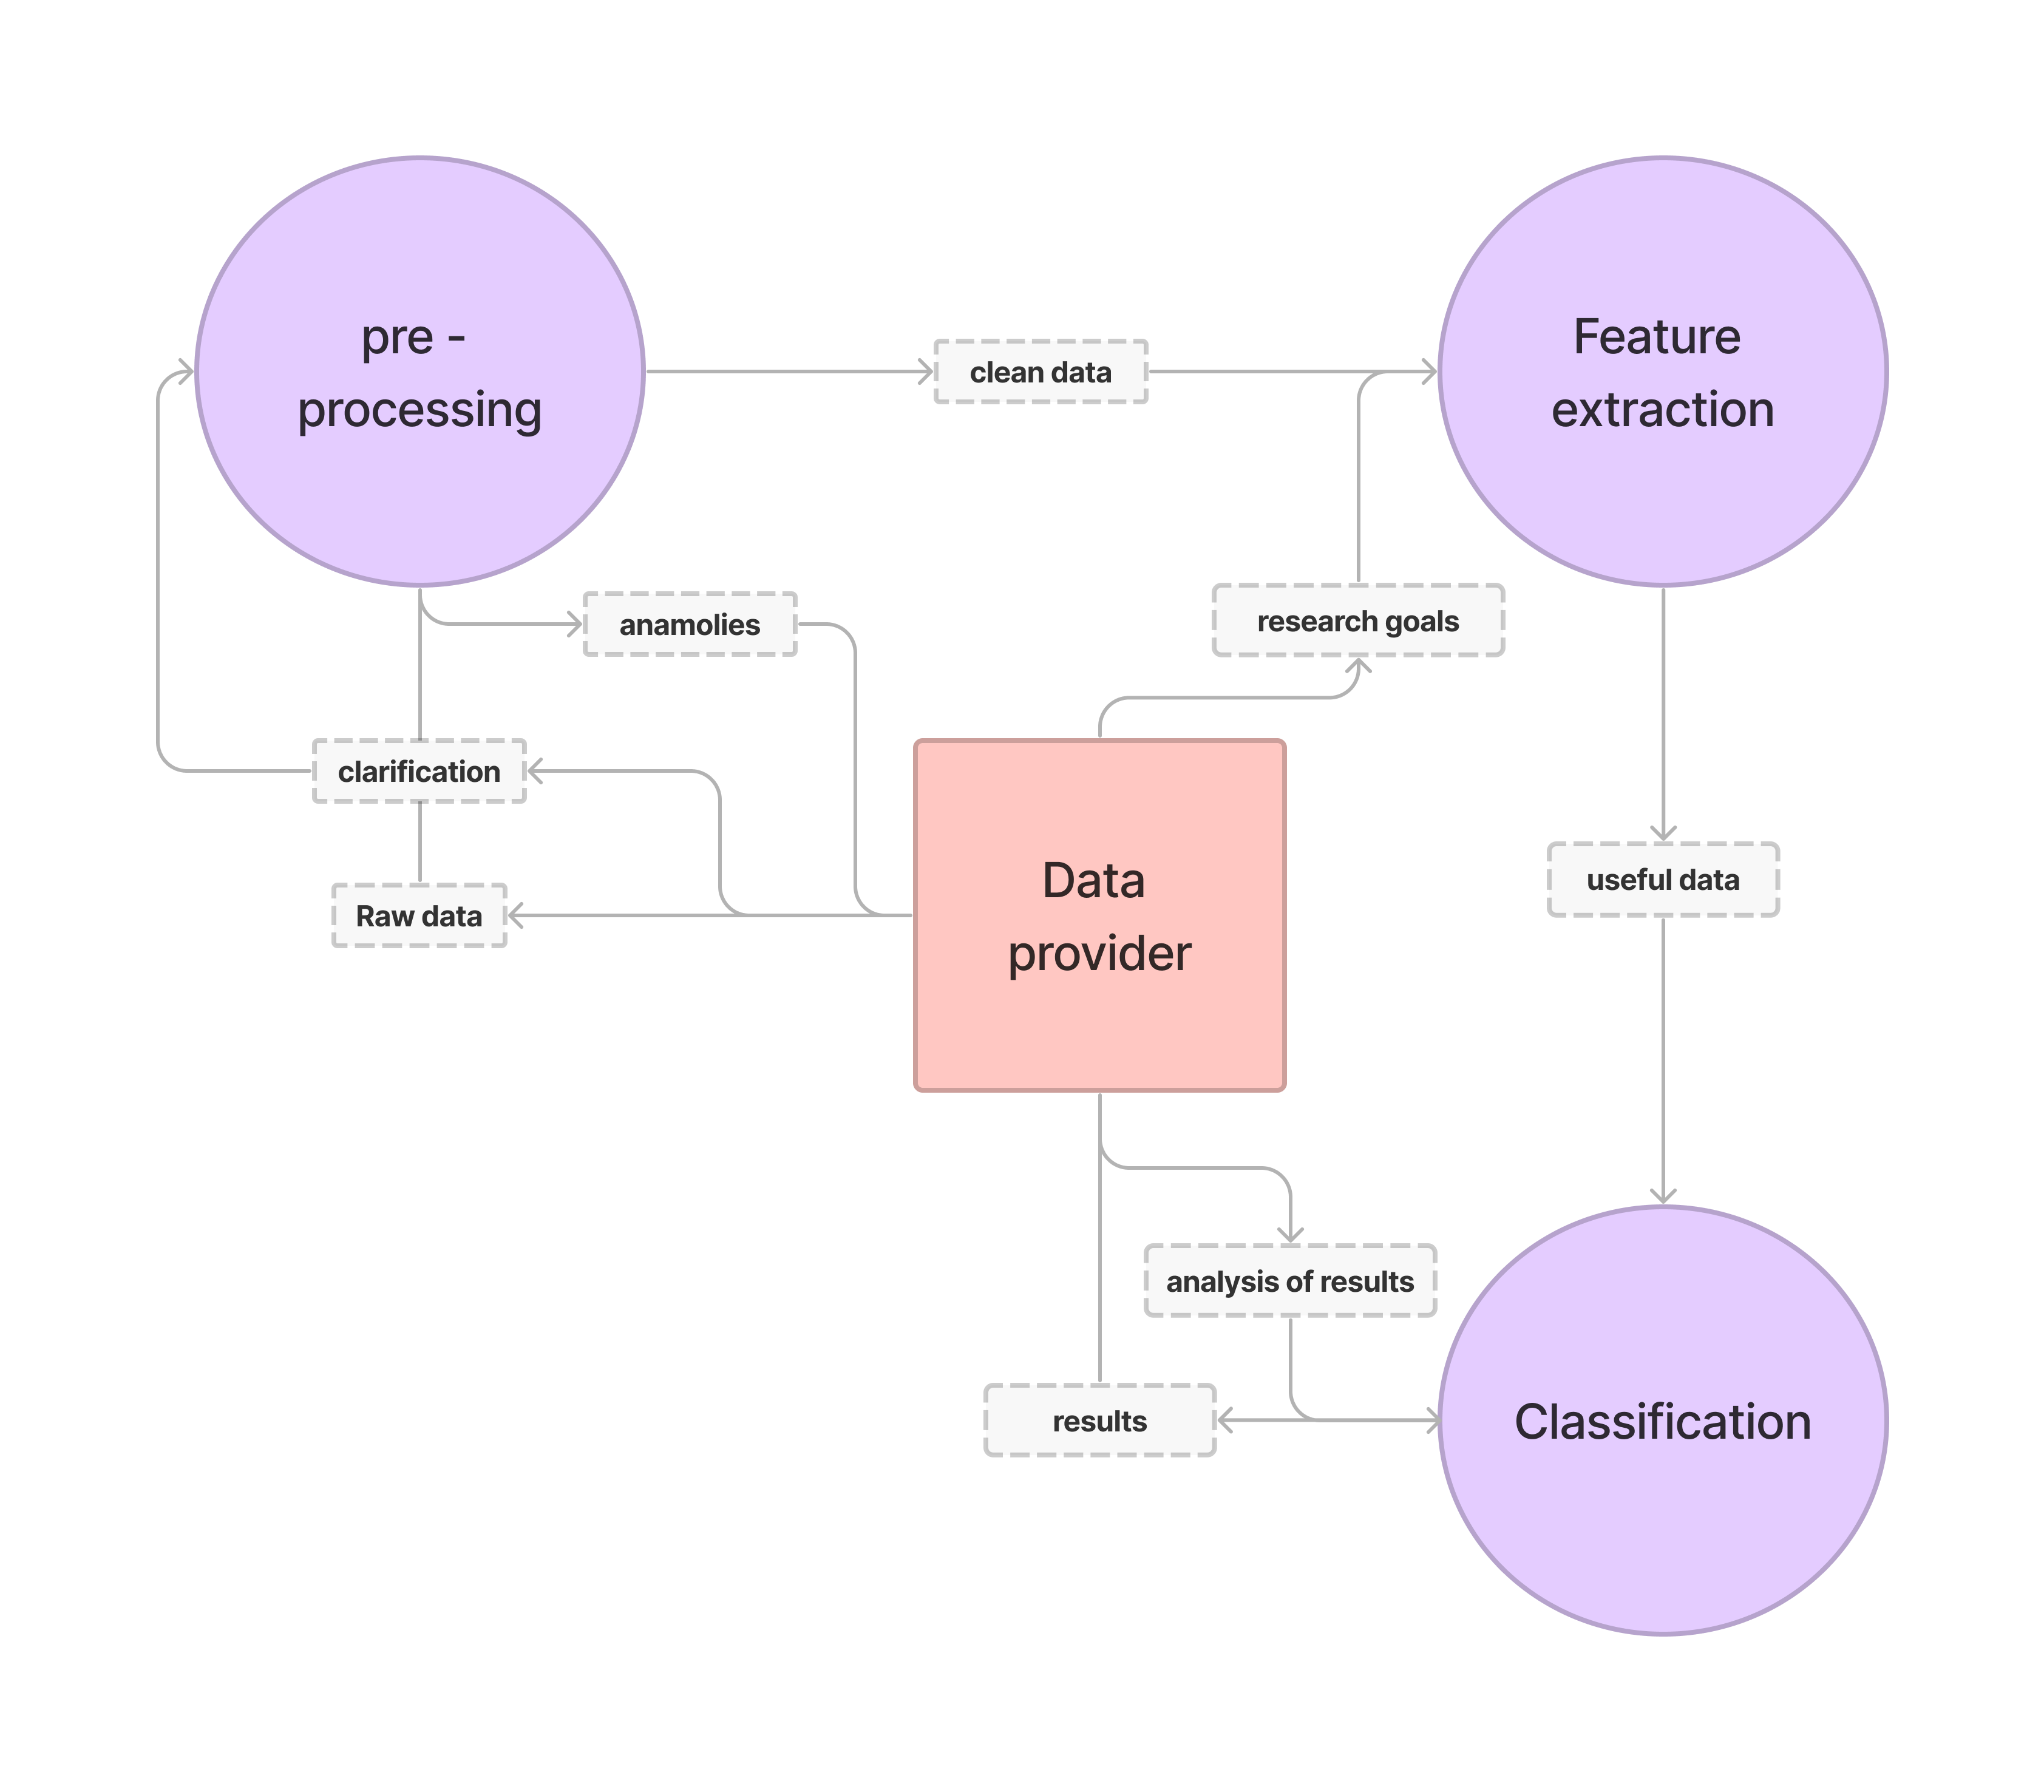 pre -
processing
clean data
Feature
extraction
anamolies
research goals
clarification
Raw data
Data
provider
useful data
analysis of results
results
Classification